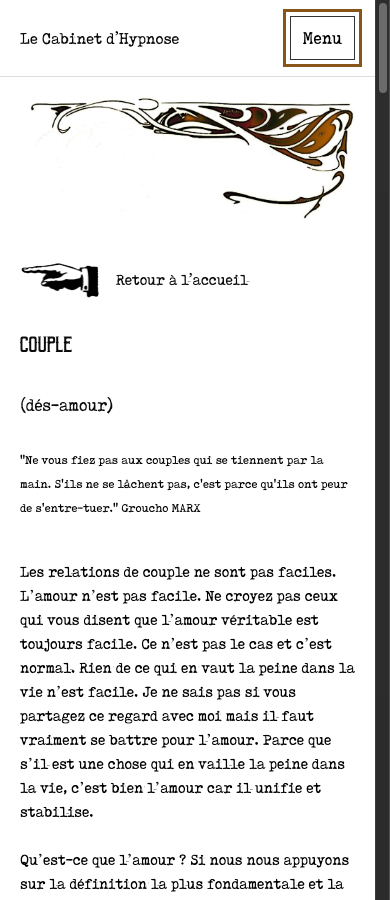 Le Cabinet d’Hypnose
Menu
Retour à l’accueil
COUPLE
(dés-amour)
"Ne vous fiez pas aux couples qui se tiennent par la
main. S'ils ne se lâchent pas, c'est parce qu'ils ont peur
de s'entre-tuer." Groucho MARX
Les relations de couple ne sont pas faciles.
L’amour n’est pas facile. Ne croyez pas ceux
qui vous disent que l’amour véritable est
toujours facile. Ce n’est pas le cas et c’est
normal. Rien de ce qui en vaut la peine dans la
vie n’est facile. Je ne sais pas si vous
partagez ce regard avec moi mais il faut
vraiment se battre pour l’amour. Parce que
s’il est une chose qui en vaille la peine dans
la vie, c’est bien l’amour car il unifie et
stabilise.
Qu’est-ce que l’amour ? Si nous nous appuyons
sur la définition la plus fondamentale et la